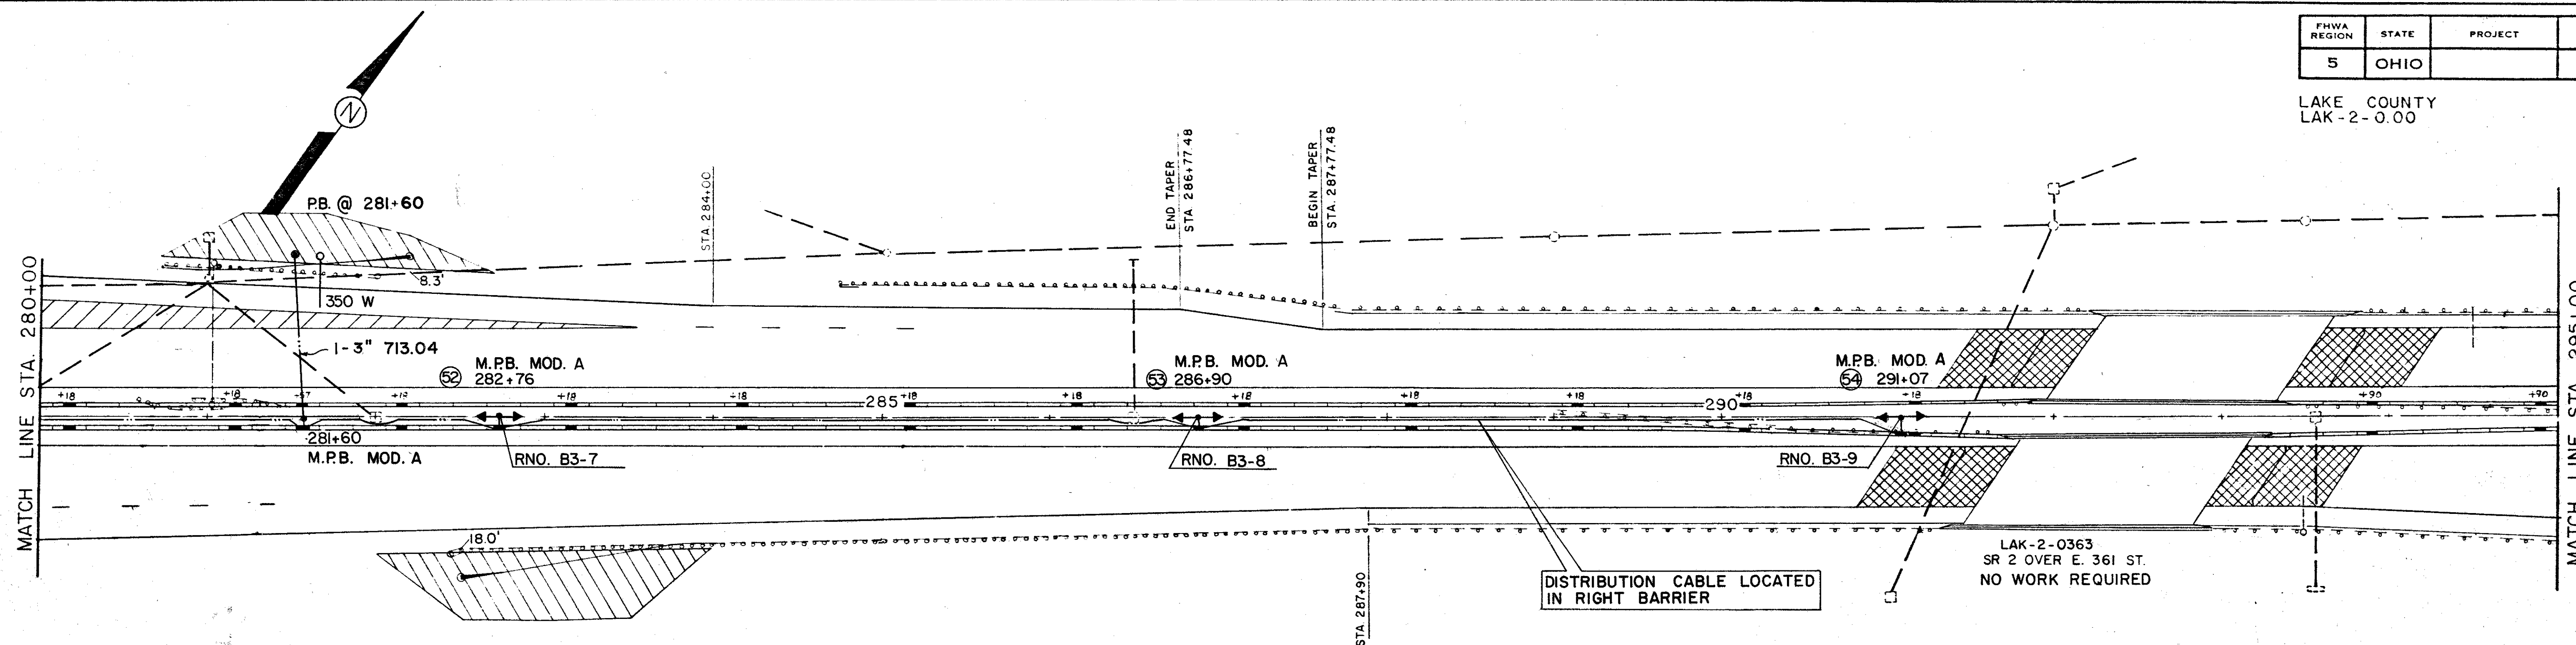 FHWA REGION
STATE
PROJECT
5
OHIO
LAKE COUNTY
LAK-2-0.00
N
P.B. @ 281+60
8.3'
350 W
1-3" 713.04
STA. 284+00
END TAPER
STA. 286+77.48
BEGIN TAPER
STA. 287+77.48
MATCH LINE STA. 280+00
52
M.P.B. MOD. A
282+76
53
M.P.B. MOD. A
286+90
54
M.P.B. MOD. A
291+07
+18
+18
+18
+18
+18
285
+18
+18
+18
+18
+18
290
+18
+18
+90
+90
281+60
M.P.B. MOD. A
RNO. B3-7
RNO. B3-8
RNO. B3-9
18.0'
DISTRIBUTION CABLE LOCATED
IN RIGHT BARRIER
STA. 287+90
LAK-2-0363
SR 2 OVER E. 361 ST.
NO WORK REQUIRED
MATCH LINE STA. 295+00